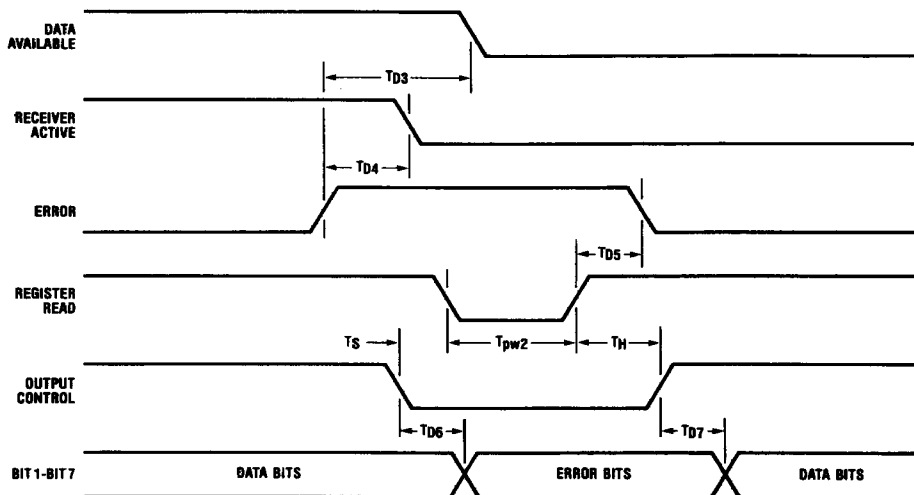 DATA
AVAILABLE
TD3
RECEIVER
ACTIVE
TD4
ERROR
TD5
REGISTER
READ
TS
Tpw2
TH
OUTPUT
CONTROL
TD6
TD7
BIT 1-BIT 7
DATA BITS
ERROR BITS
DATA BITS